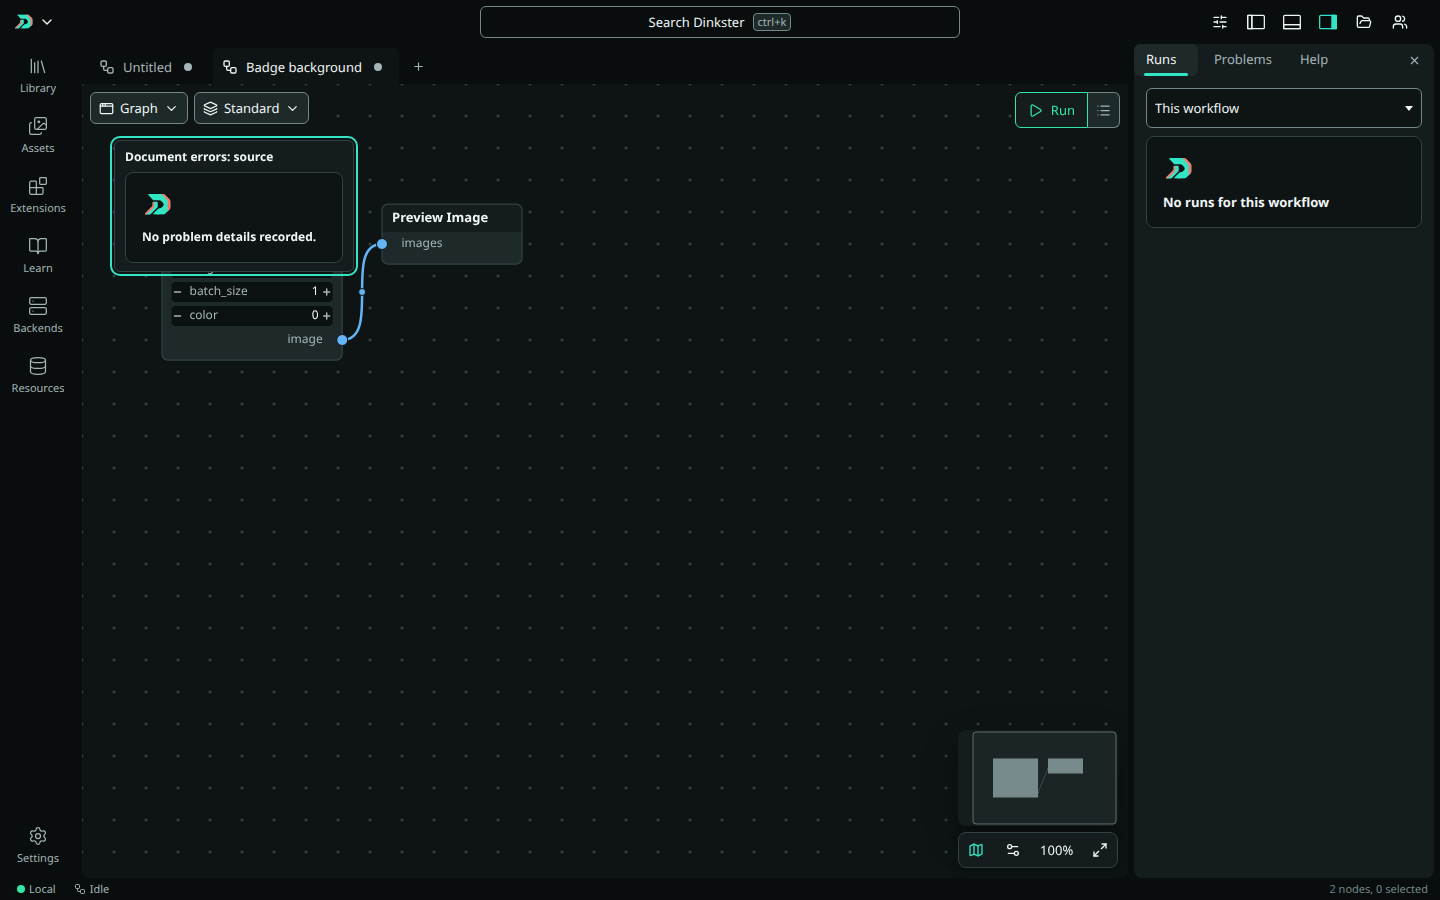 Search Dinkster ctrl+k
Library
Assets
Extensions
Learn
Backends
Resources
Settings
Untitled
Badge background
Graph
Standard
Run
Document errors: source
No problem details recorded.
Preview Image
images
batch_size 1
color 0
image
100%
Runs
Problems
Help
This workflow
No runs for this workflow
Local
Idle
2 nodes, 0 selected